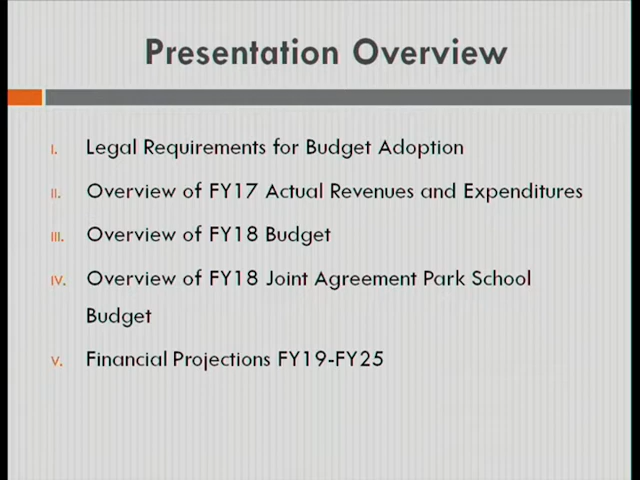 Presentation Overview
I. Legal Requirements for Budget Adoption
II. Overview of FY17 Actual Revenues and Expenditures
III. Overview of FY18 Budget
IV. Overview of FY18 Joint Agreement Park School
Budget
V. Financial Projections FY19-FY25